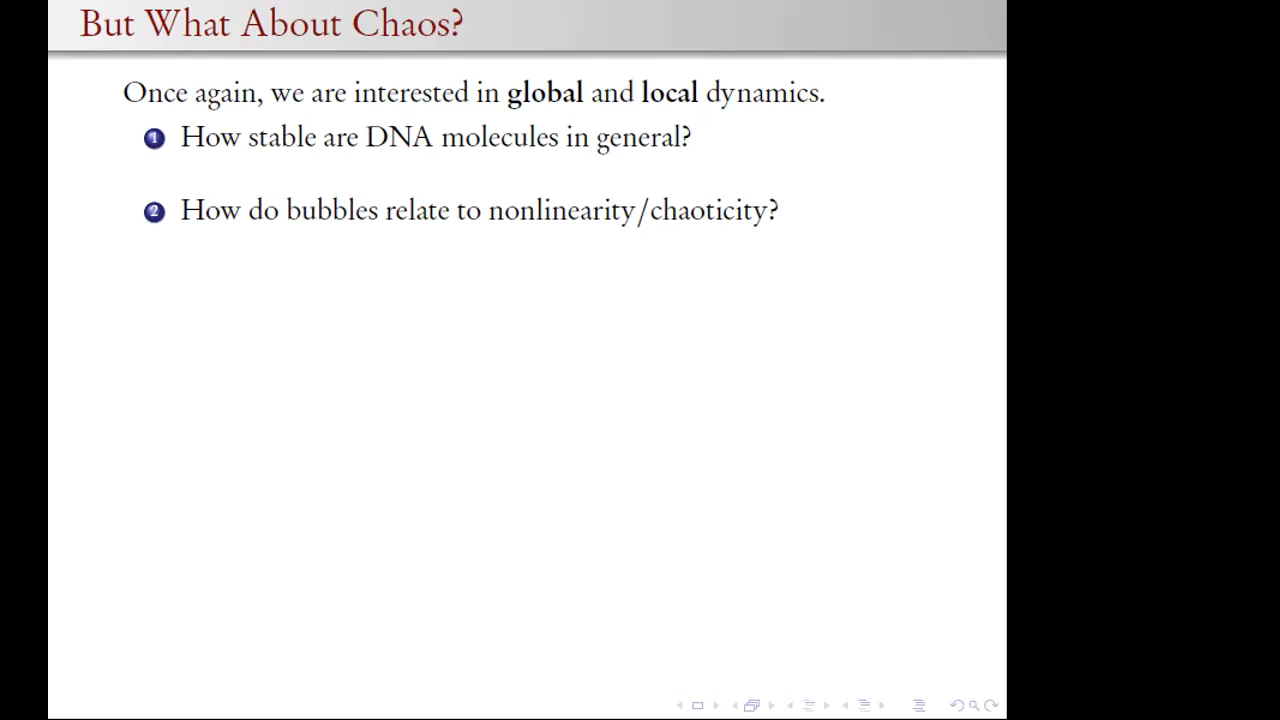 But What About Chaos?
Once again, we are interested in global and local dynamics.
1 How stable are DNA molecules in general?
2 How do bubbles relate to nonlinearity/chaoticity?